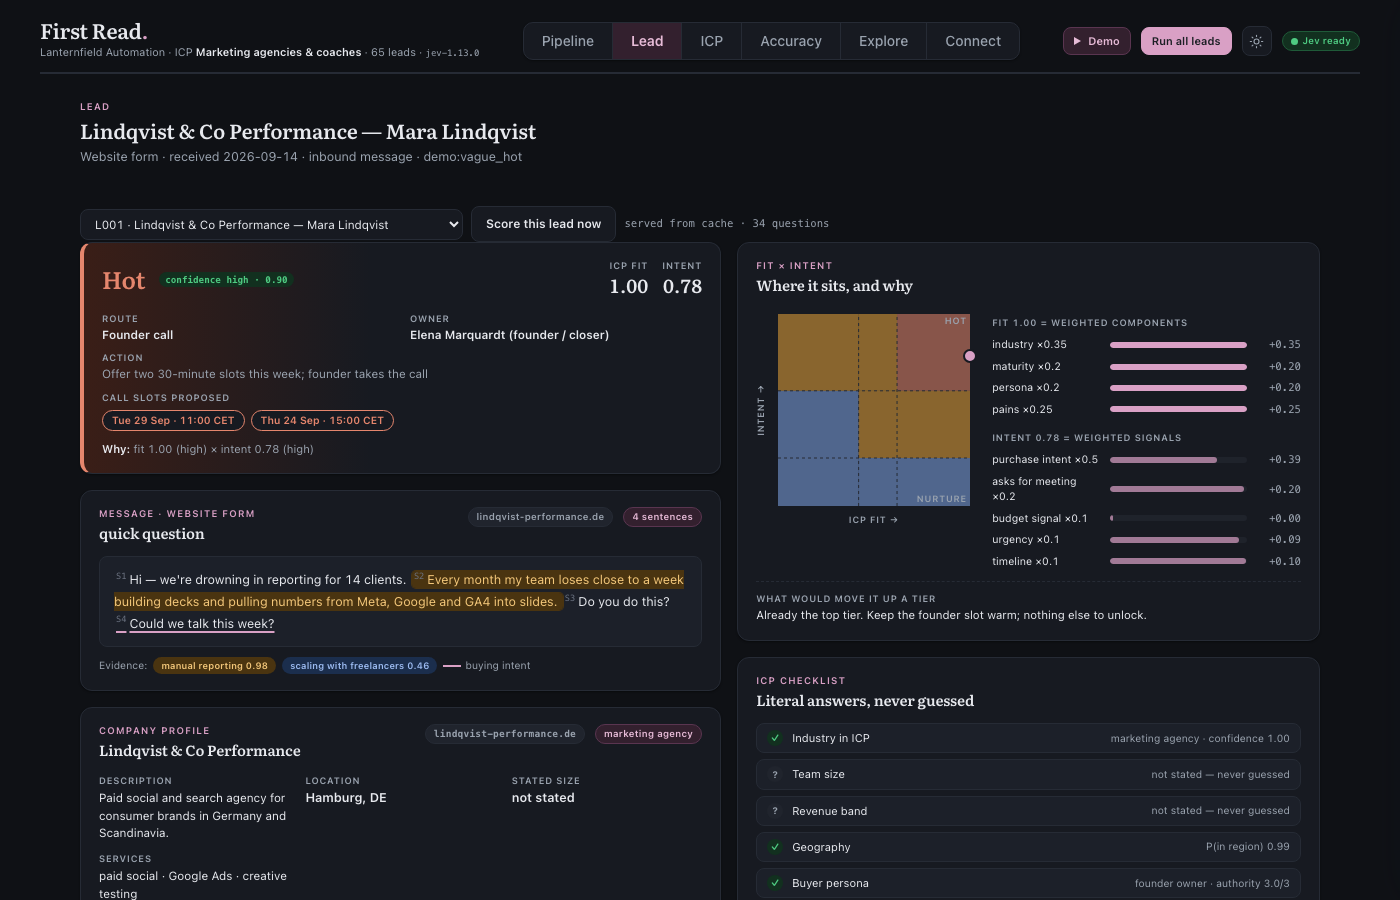 First Read.
Lanternfield Automation · ICP Marketing agencies & coaches · 65 leads · jev-1.13.0
Pipeline
Lead
ICP
Accuracy
Explore
Connect
Demo
Run all leads
Jev ready
LEAD
Lindqvist & Co Performance — Mara Lindqvist
Website form · received 2026-09-14 · inbound message · demo:vague_hot
L001 · Lindqvist & Co Performance — Mara Lindqvist
Score this lead now
served from cache · 34 questions
Hot
confidence high · 0.90
ICP FIT
1.00
INTENT
0.78
ROUTE
Founder call
OWNER
Elena Marquardt (founder / closer)
ACTION
Offer two 30-minute slots this week; founder takes the call
CALL SLOTS PROPOSED
Tue 29 Sep · 11:00 CET
Thu 24 Sep · 15:00 CET
Why: fit 1.00 (high) × intent 0.78 (high)
MESSAGE · WEBSITE FORM
quick question
lindqvist-performance.de
4 sentences
S1 Hi — we're drowning in reporting for 14 clients. S2 Every month my team loses close to a week
building decks and pulling numbers from Meta, Google and GA4 into slides. S3 Do you do this?
S4 Could we talk this week?
Evidence:
manual reporting 0.98
scaling with freelancers 0.46
buying intent
COMPANY PROFILE
Lindqvist & Co Performance
lindqvist-performance.de
marketing agency
DESCRIPTION
Paid social and search agency for
consumer brands in Germany and
Scandinavia.
LOCATION
Hamburg, DE
STATED SIZE
not stated
SERVICES
paid social · Google Ads · creative
testing
FIT × INTENT
Where it sits, and why
HOT
NURTURE
INTENT →
ICP FIT →
FIT 1.00 = WEIGHTED COMPONENTS
industry ×0.35
+0.35
maturity ×0.2
+0.20
persona ×0.2
+0.20
pains ×0.25
+0.25
INTENT 0.78 = WEIGHTED SIGNALS
purchase intent ×0.5
+0.39
asks for meeting
×0.2
+0.20
budget signal ×0.1
+0.00
urgency ×0.1
+0.09
timeline ×0.1
+0.10
WHAT WOULD MOVE IT UP A TIER
Already the top tier. Keep the founder slot warm; nothing else to unlock.
ICP CHECKLIST
Literal answers, never guessed
Industry in ICP
marketing agency · confidence 1.00
? Team size
not stated — never guessed
? Revenue band
not stated — never guessed
Geography
P(in region) 0.99
Buyer persona
founder owner · authority 3.0/3